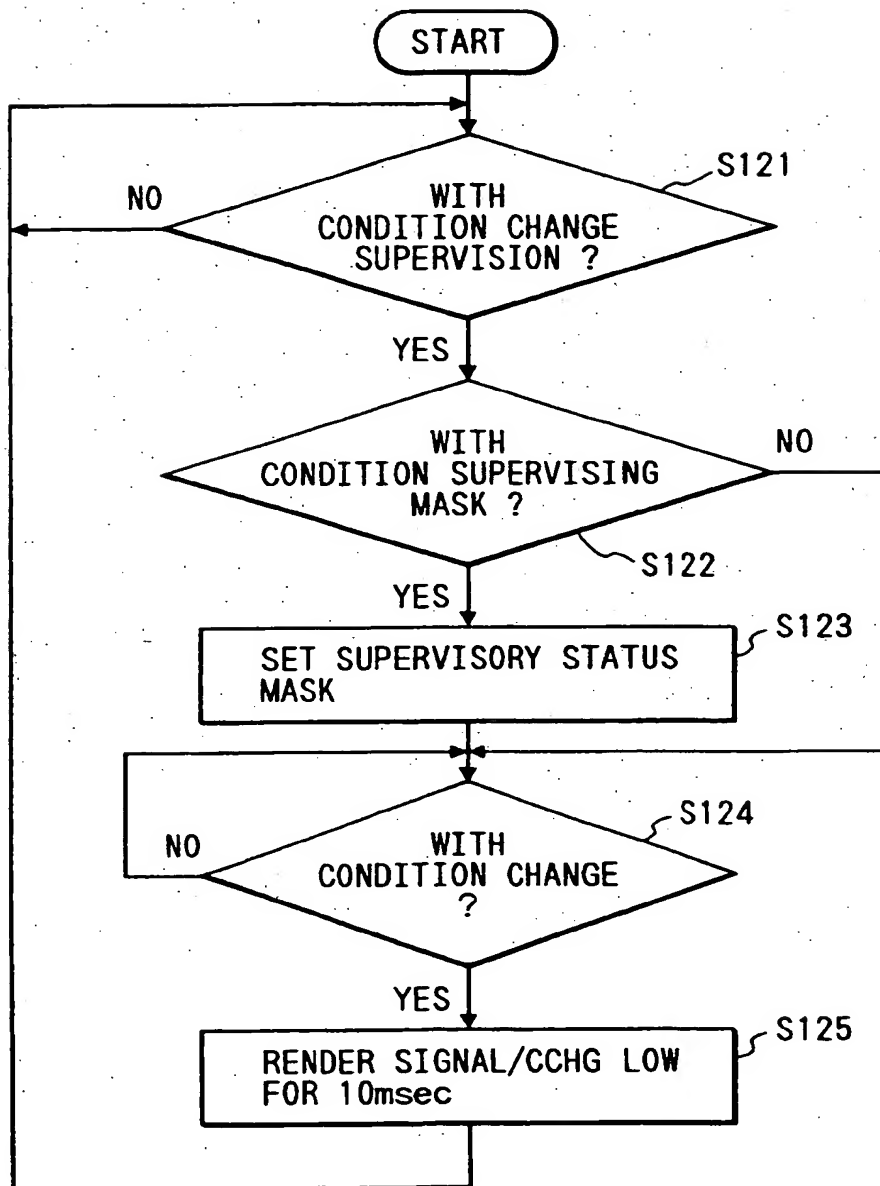 START
S121
NO
WITH
CONDITION CHANGE
SUPERVISION ?
YES
WITH
CONDITION SUPERVISING
MASK ?
NO
S122
YES
S123
SET SUPERVISORY STATUS
MASK
S124
NO
WITH
CONDITION CHANGE
?
YES
S125
RENDER SIGNAL/CCHG LOW
FOR 10msec